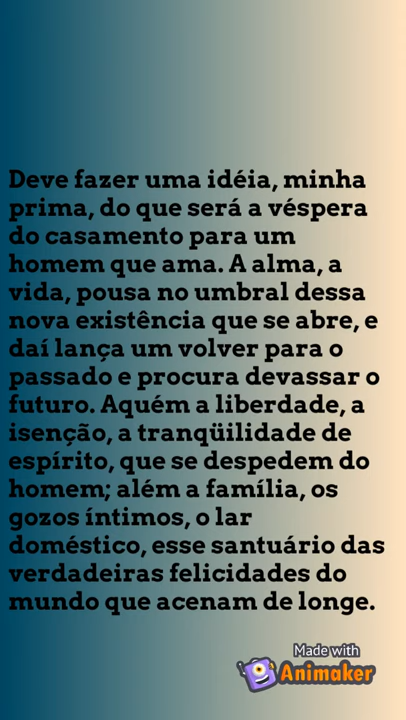 Deve fazer uma idéia, minha
prima, do que será a véspera
do casamento para um
homem que ama. A alma, a
vida, pousa no umbral dessa
nova existência que se abre, e
daí lança um volver para o
passado e procura devassar o
futuro. Aquém a liberdade, a
isenção, a tranqüilidade de
espírito, que se despedem do
homem; além a família, os
gozos íntimos, o lar
doméstico, esse santuário das
verdadeiras felicidades do
mundo que acenam de longe.
Made with
Animaker